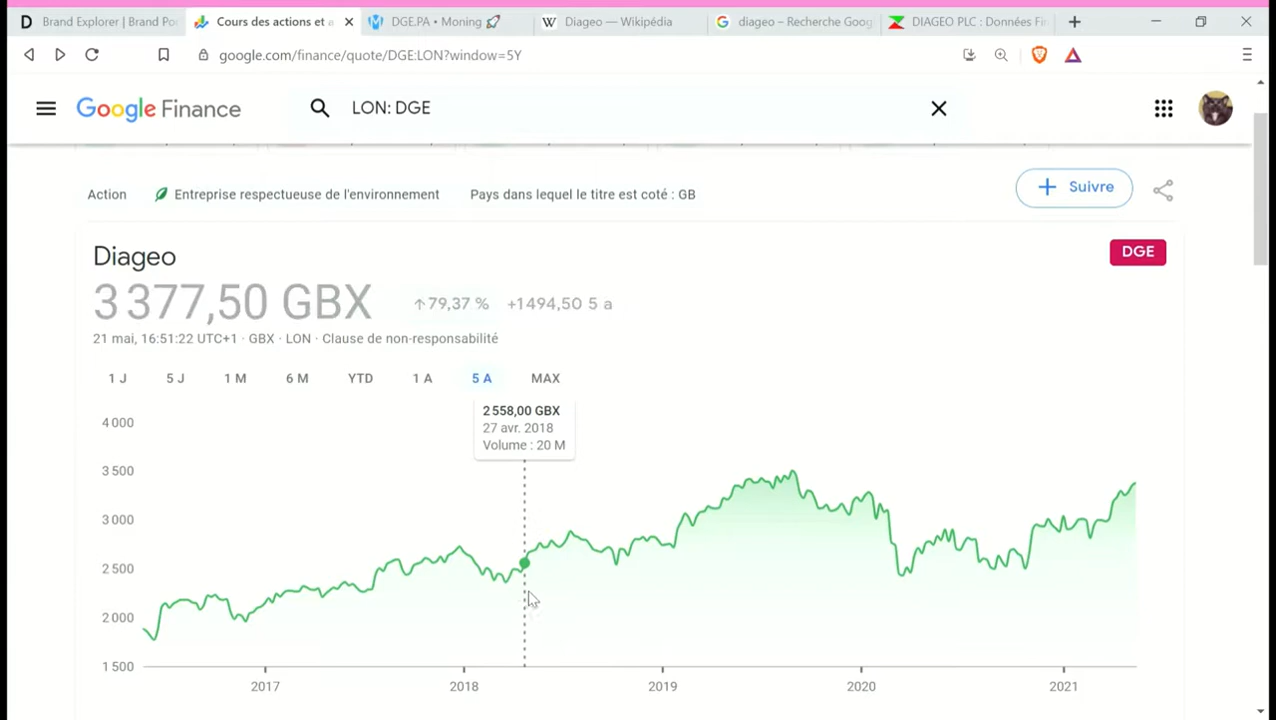 Brand Explorer | Brand Po
Cours des actions et a
DGE.PA • Moning 🚀
Diageo — Wikipédia
diageo – Recherche Goog
DIAGEO PLC : Données Fin
google.com/finance/quote/DGE:LON?window=5Y
Google Finance
LON: DGE
Action
Entreprise respectueuse de l'environnement
Pays dans lequel le titre est coté : GB
Suivre
Diageo
DGE
3 377,50 GBX
↑79,37 %
+1494,50 5 a
21 mai, 16:51:22 UTC+1 · GBX · LON · Clause de non-responsabilité
1 J
5 J
1 M
6 M
YTD
1 A
5 A
MAX
2 558,00 GBX
27 avr. 2018
Volume : 20 M
4 000
3 500
3 000
2 500
2 000
1 500
2017
2018
2019
2020
2021